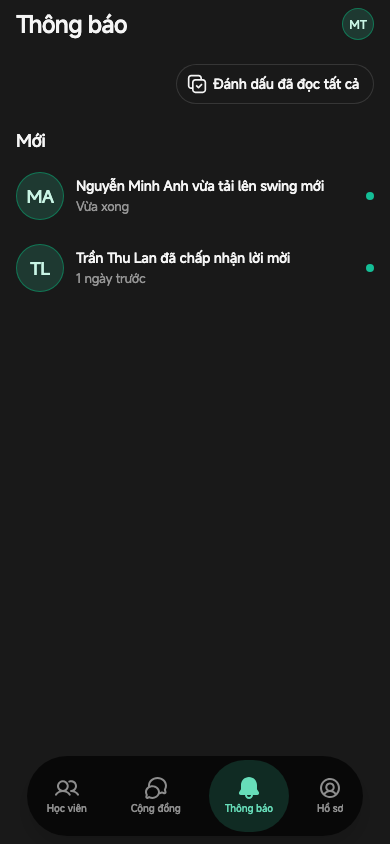 Thông báo
MT
Đánh dấu đã đọc tất cả
Mới
MA
Nguyễn Minh Anh vừa tải lên swing mới
Vừa xong
TL
Trần Thu Lan đã chấp nhận lời mời
1 ngày trước
Học viên
Cộng đồng
Thông báo
Hồ sơ